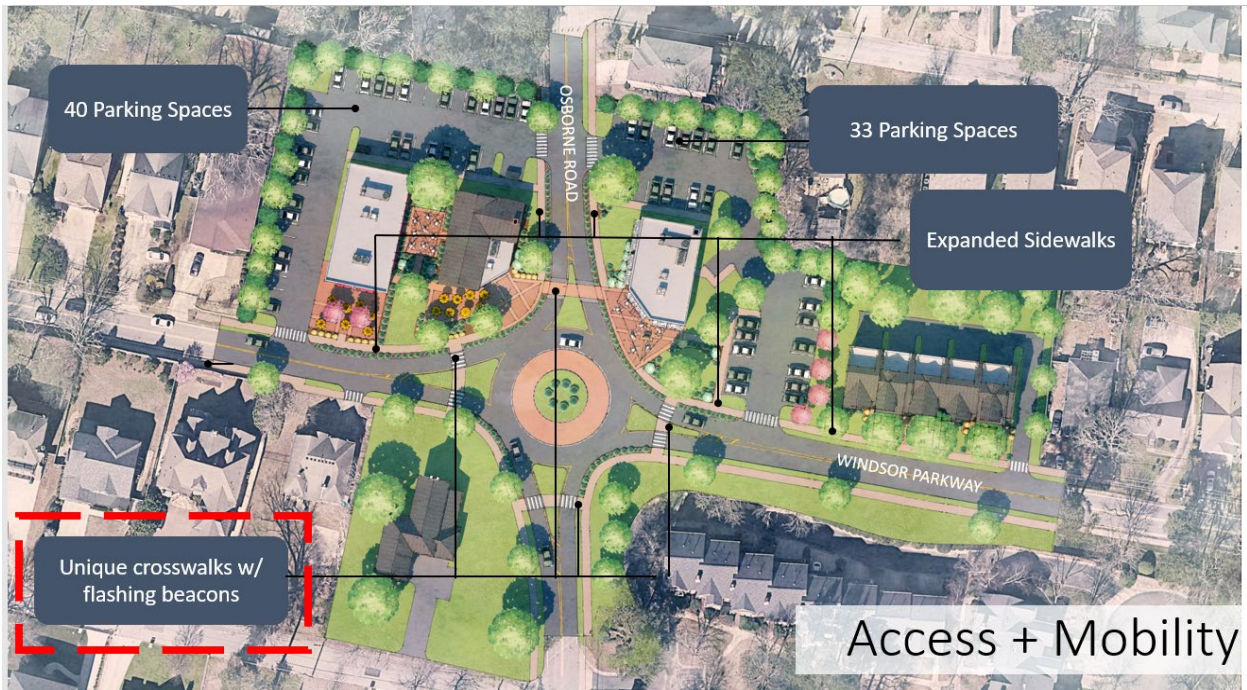 40 Parking Spaces
OSBORNE ROAD
33 Parking Spaces
Expanded Sidewalks
WINDSOR PARKWAY
Unique crosswalks w/
flashing beacons
Access + Mobility